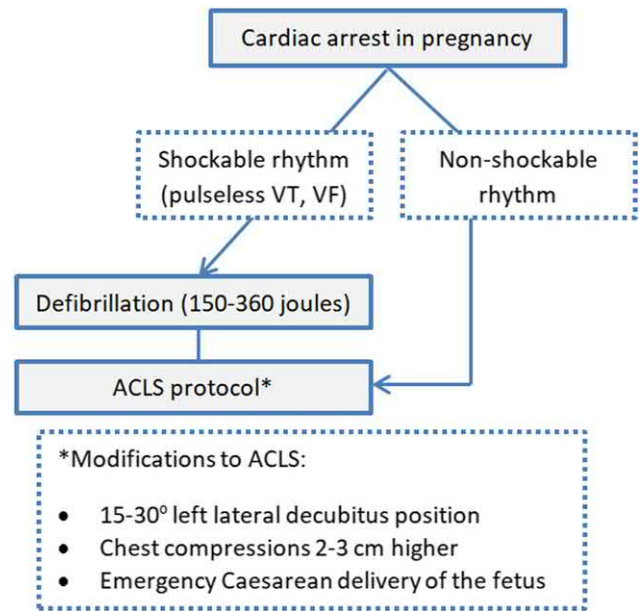 Cardiac arrest in pregnancy
Shockable rhythm
(pulseless VT, VF)
Non-shockable
rhythm
Defibrillation (150-360 joules)
ACLS protocol*
*Modifications to ACLS:
• 15-30⁰ left lateral decubitus position
• Chest compressions 2-3 cm higher
• Emergency Caesarean delivery of the fetus